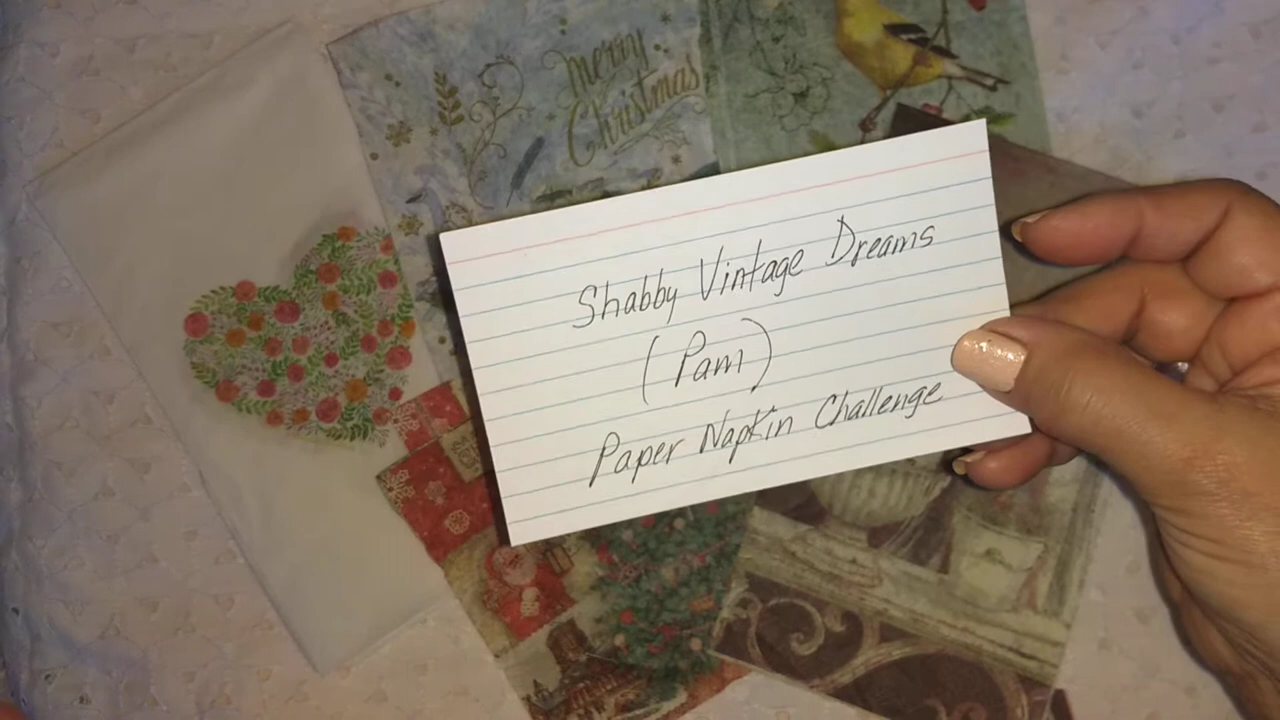 Merry
Christmas
Shabby Vintage Dreams
(Pam)
Paper Napkin Challenge